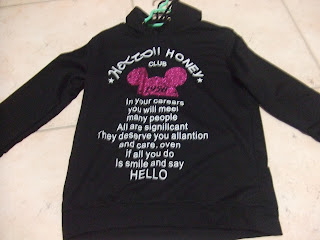 HONEY
CLUB
In your careers
you will meet
many people
All are significant
They deserve you allantion
and care, oven
if all you do
Is smile and say
HELLO